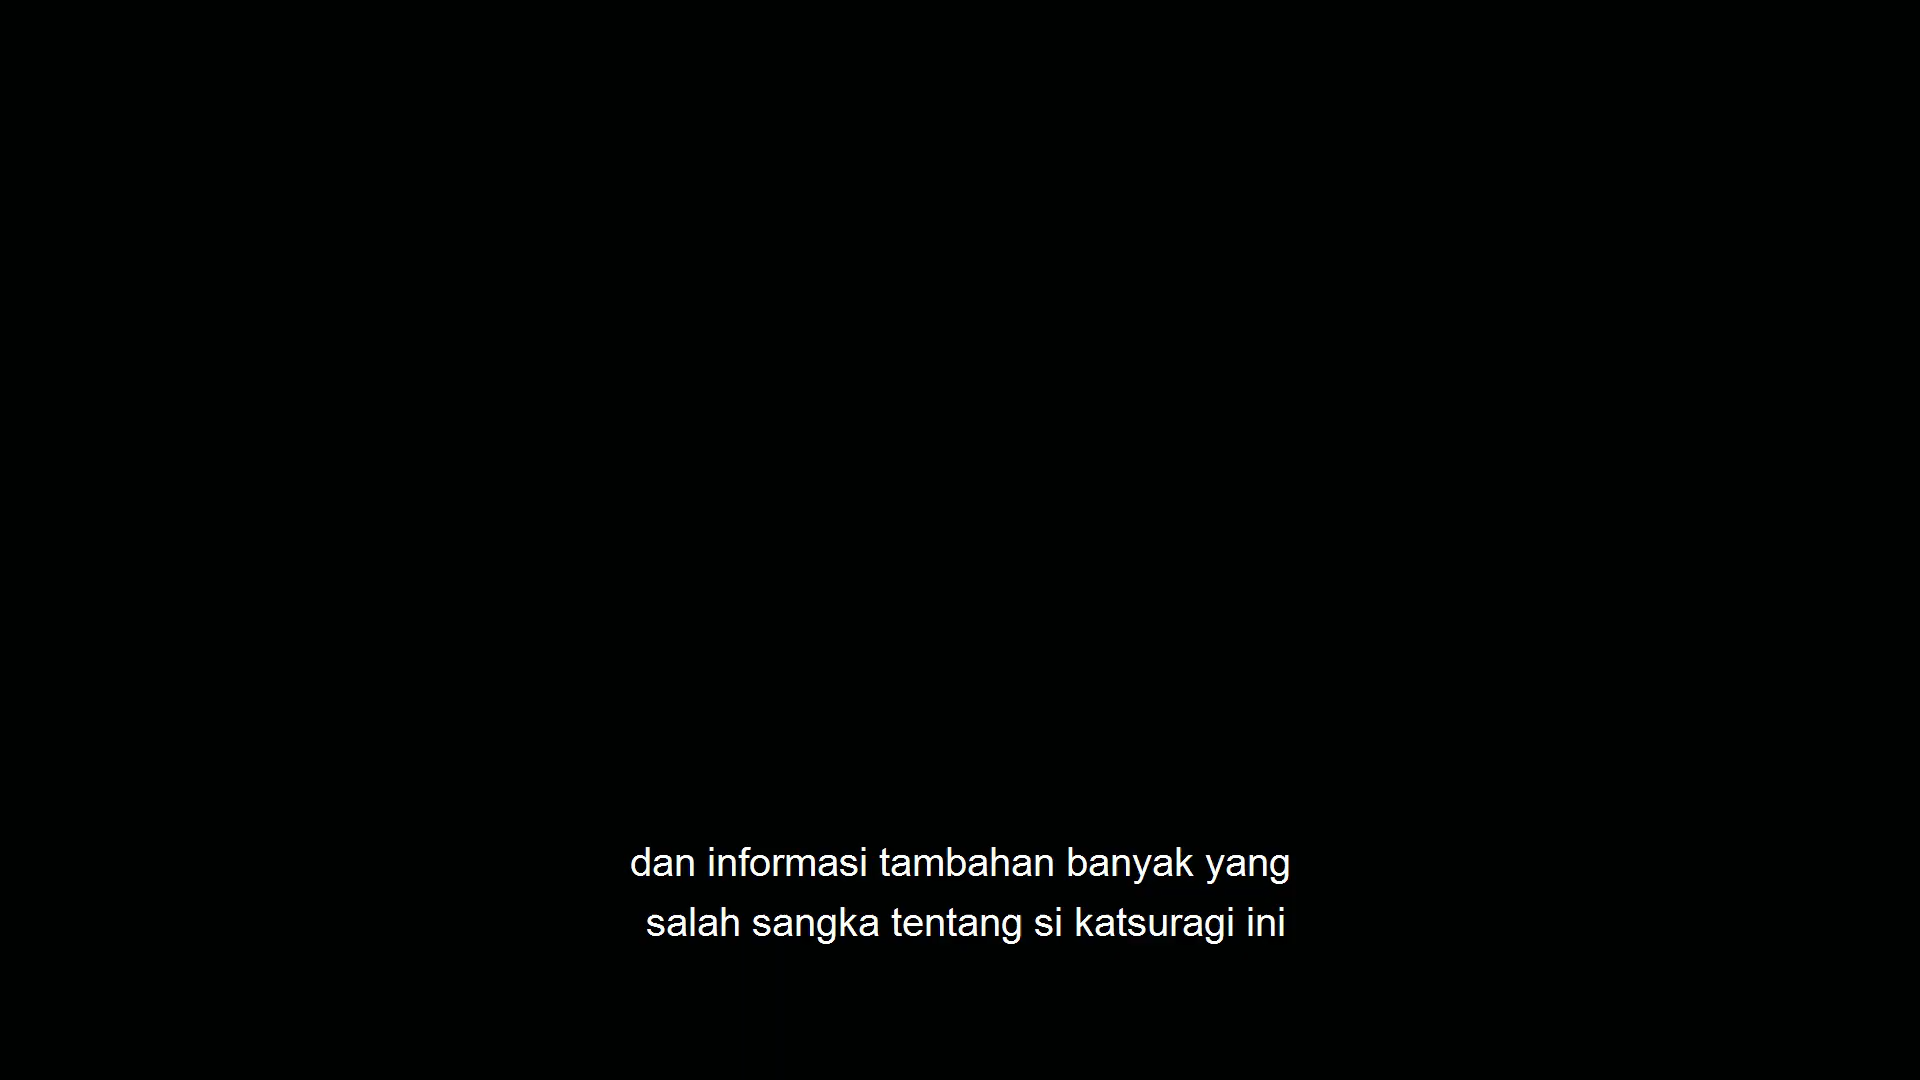 dan informasi tambahan banyak yang
salah sangka tentang si katsuragi ini